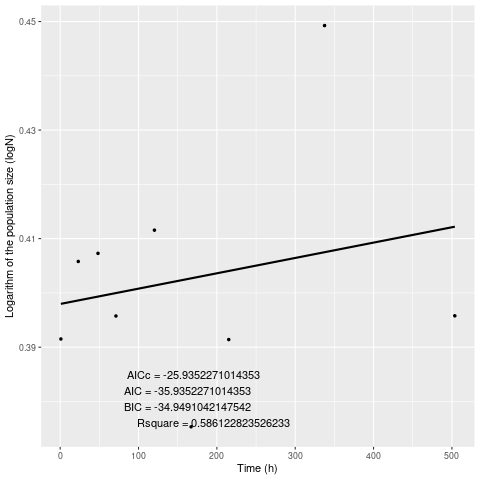 0.45
0.43
0.41
0.39
Logarithm of the population size (logN)
AICc = -25.9352271014353
AIC = -35.9352271014353
BIC = -34.9491042147542
Rsquare = 0.586122823526233
0 100 200 300 400 500
Time (h)